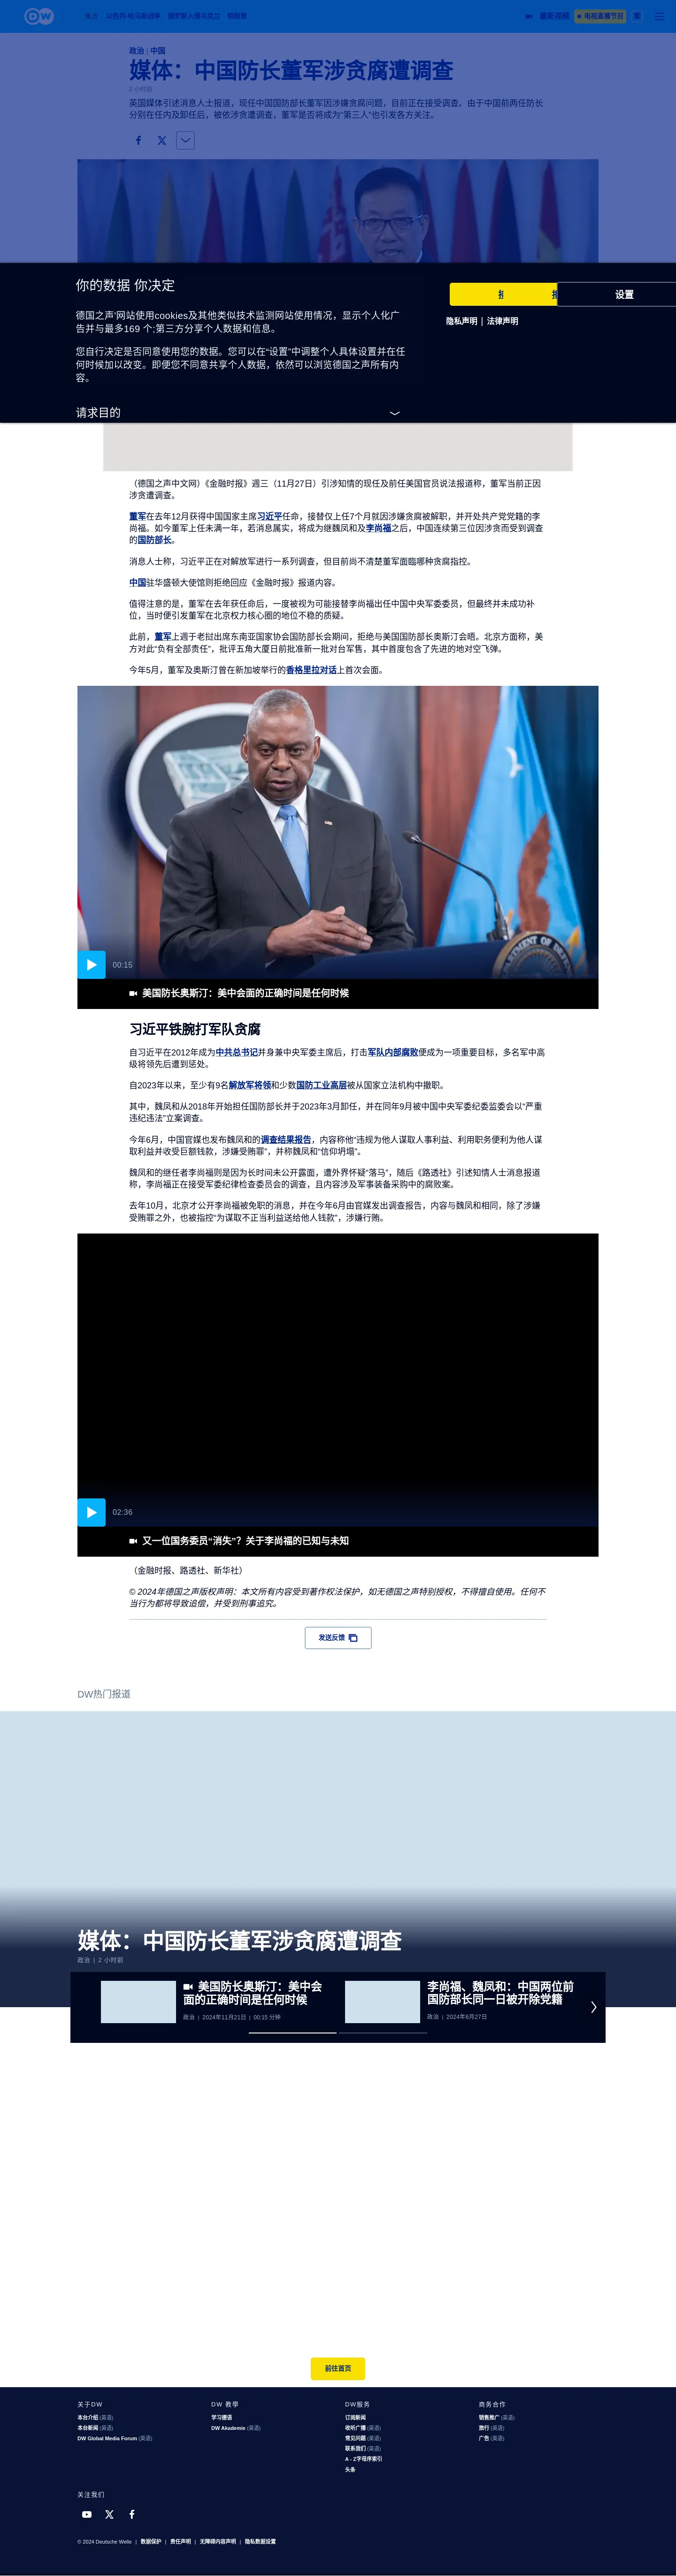 DW
焦点
以色列-哈马斯战争
俄罗斯入侵乌克兰
特朗普
最新视频
电视直播节目
繁
政治 | 中国
媒体：中国防长董军涉贪腐遭调查
2 小时前
英国媒体引述消息人士报道，现任中国国防部长董军因涉嫌贪腐问题，目前正在接受调查。由于中国前两任防长
分别在任内及卸任后，被依涉贪遭调查，董军是否将成为“第三人”也引发各方关注。
你的数据 你决定
德国之声‘网站使用cookies及其他类似技术监测网站使用情况，显示个人化广
告并与最多169 个;第三方分享个人数据和信息。
您自行决定是否同意使用您的数据。您可以在“设置”中调整个人具体设置并在任
何时候加以改变。即便您不同意共享个人数据，依然可以浏览德国之声所有内
容。
请求目的
设置
隐私声明 | 法律声明
（德国之声中文网）《金融时报》週三（11月27日）引涉知情的现任及前任美国官员说法报道称，董军当前正因
涉贪遭调查。
董军在去年12月获得中国国家主席习近平任命，接替仅上任7个月就因涉嫌贪腐被解职，并开处共产党党籍的李
尚福。如今董军上任未满一年，若消息属实，将成为继魏凤和及李尚福之后，中国连续第三位因涉贪而受到调查
的国防部长。
消息人士称，习近平正在对解放军进行一系列调查，但目前尚不清楚董军面临哪种贪腐指控。
中国驻华盛顿大使馆则拒绝回应《金融时报》报道内容。
值得注意的是，董军在去年获任命后，一度被视为可能接替李尚福出任中国中央军委委员，但最终并未成功补
位，当时便引发董军在北京权力核心圈的地位不稳的质疑。
此前，董军上週于老挝出席东南亚国家协会国防部长会期间，拒绝与美国国防部长奥斯汀会晤。北京方面称，美
方对此“负有全部责任”，批评五角大厦日前批准新一批对台军售，其中首度包含了先进的地对空飞弹。
今年5月，董军及奥斯汀曾在新加坡举行的香格里拉对话上首次会面。
00:15
美国防长奥斯汀：美中会面的正确时间是任何时候
习近平铁腕打军队贪腐
自习近平在2012年成为中共总书记并身兼中央军委主席后，打击军队内部腐败便成为一项重要目标，多名军中高
级将领先后遭到惩处。
自2023年以来，至少有9名解放军将领和少数国防工业高层被从国家立法机构中撤职。
其中，魏凤和从2018年开始担任国防部长并于2023年3月卸任，并在同年9月被中国中央军委纪委监委会以“严重
违纪违法”立案调查。
今年6月，中国官媒也发布魏凤和的调查结果报告，内容称他“违规为他人谋取人事利益、利用职务便利为他人谋
取利益并收受巨额钱款，涉嫌受贿罪”，并称魏凤和“信仰坍塌”。
魏凤和的继任者李尚福则是因为长时间未公开露面，遭外界怀疑“落马”，随后《路透社》引述知情人士消息报道
称，李尚福正在接受军委纪律检查委员会的调查，且内容涉及军事装备采购中的腐败案。
去年10月，北京才公开李尚福被免职的消息，并在今年6月由官媒发出调查报告，内容与魏凤和相同，除了涉嫌
受贿罪之外，也被指控“为谋取不正当利益送给他人钱款”，涉嫌行贿。
02:36
又一位国务委员“消失”？关于李尚福的已知与未知
（金融时报、路透社、新华社）
© 2024年德国之声版权声明：本文所有内容受到著作权法保护，如无德国之声特别授权，不得擅自使用。任何不
当行为都将导致追偿，并受到刑事追究。
发送反馈
DW热门报道
媒体：中国防长董军涉贪腐遭调查
政治 | 2 小时前
美国防长奥斯汀：美中会
面的正确时间是任何时候
政治 | 2024年11月21日 | 00:15 分钟
李尚福、魏凤和：中国两位前
国防部长同一日被开除党籍
政治 | 2024年6月27日
前往首页
关于DW
本台介绍 (英语)
本台新闻 (英语)
DW Global Media Forum (英语)
DW 教學
学习德语
DW Akademie (英语)
DW服务
订阅新闻
收听广播 (英语)
常见问题 (英语)
联系我们 (英语)
A - Z字母序索引
头条
商务合作
销售推广 (英语)
旅行 (英语)
广告 (英语)
关注我们
© 2024 Deutsche Welle | 数据保护 | 责任声明 | 无障碍内容声明 | 隐私数据设置